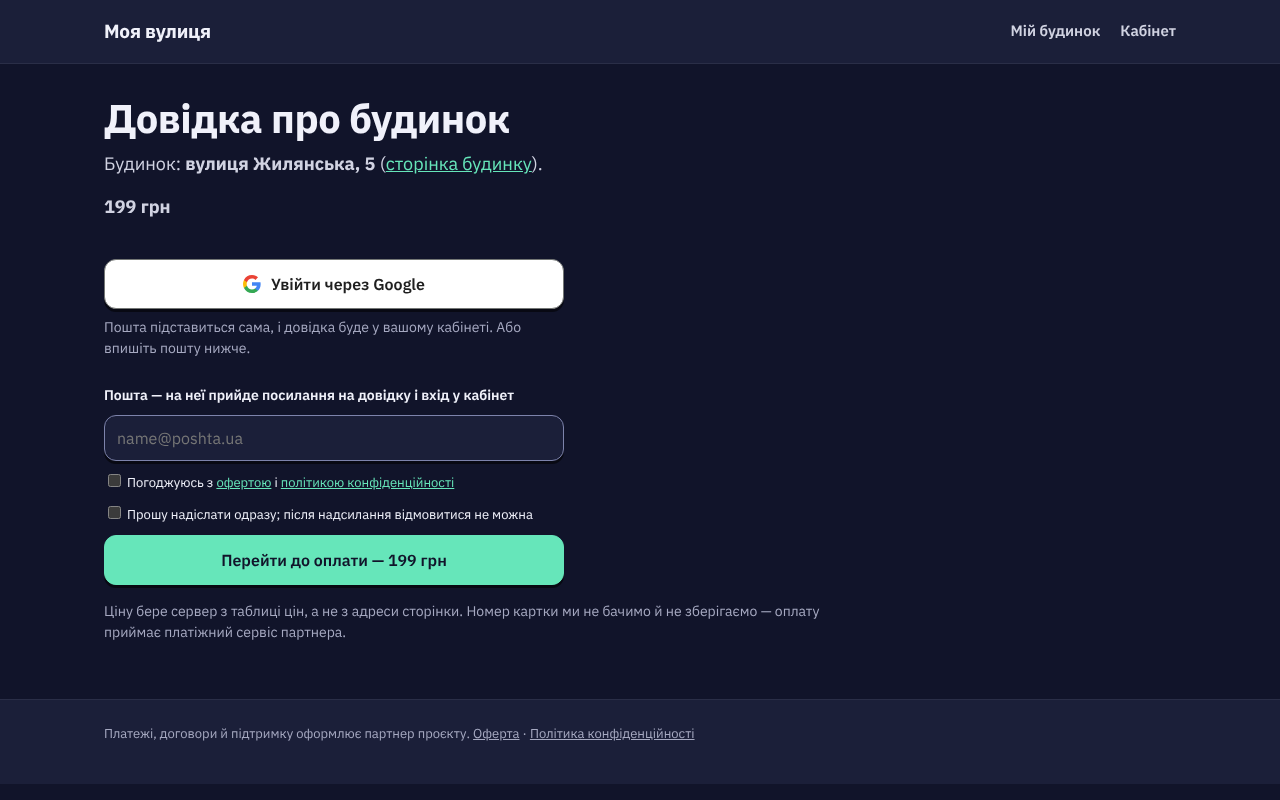 Моя вулиця
Мій будинок Кабінет
Довідка про будинок
Будинок: вулиця Жилянська, 5 (сторінка будинку).
199 грн
Увійти через Google
Пошта підставиться сама, і довідка буде у вашому кабінеті. Або
впишіть пошту нижче.
Пошта — на неї прийде посилання на довідку і вхід у кабінет
name@poshta.ua
Погоджуюсь з офертою і політикою конфіденційності
Прошу надіслати одразу; після надсилання відмовитися не можна
Перейти до оплати — 199 грн
Ціну бере сервер з таблиці цін, а не з адреси сторінки. Номер картки ми не бачимо й не зберігаємо — оплату
приймає платіжний сервіс партнера.
Платежі, договори й підтримку оформлює партнер проєкту. Оферта · Політика конфіденційності